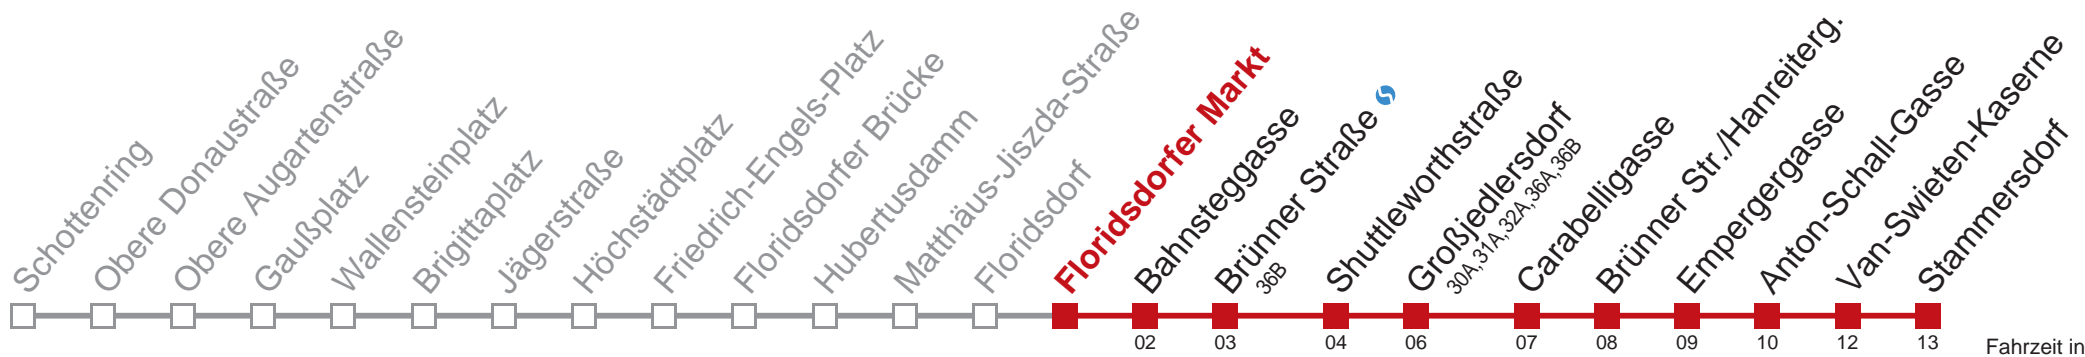 Schottenring
Obere Donaustraße
Obere Augartenstraße
Gaußplatz
Wallensteinplatz
Brigittaplatz
Jägerstraße
Höchstädtplatz
Friedrich-Engels-Platz
Floridsdorfer Brücke
Hubertusdamm
Matthäus-Jiszda-Straße
Floridsdorf
Floridsdorfer Markt
Bahnsteggasse
Brünner Straße
36B
Shuttleworthstraße
Großjedlersdorf
30A,31A,32A,36A,36B
Carabelligasse
Brünner Str./Hanreiterg.
Empergergasse
Anton-Schall-Gasse
Van-Swieten-Kaserne
Stammersdorf
02 03 04 06 07 08 09 10 12 13
Fahrzeit in